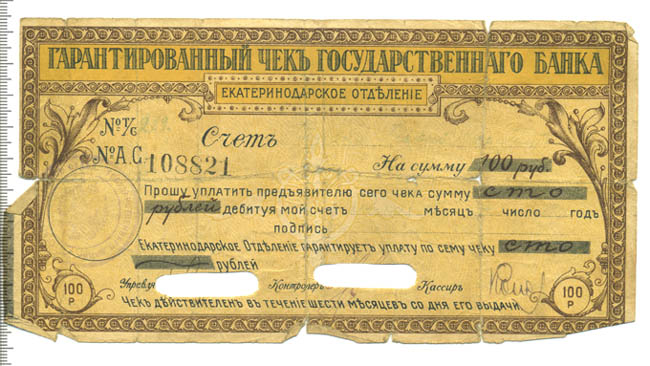 ГАРАНТИРОВАННЫЙ ЧЕКЪ ГОСУДАРСТВЕННАГО БАНКА
ЕКАТЕРИНОДАРСКОЕ ОТДѢЛЕНІЕ
№ У/G
Счетъ
№ A.G 108821
На сумму 100 руб.
Прошу уплатить предъявителю сего чека сумму сто
рублей дебитуя мой счетъ мѣсяцъ число годъ
подпись
Екатеринодарское Отдѣленіе гарантируетъ уплату по сему чеку сто
рублей
Контролеръ Кассиръ
100 Р
100 Р
Чекъ дѣйствителенъ въ теченіе шести мѣсяцевъ со дня его выдачи.